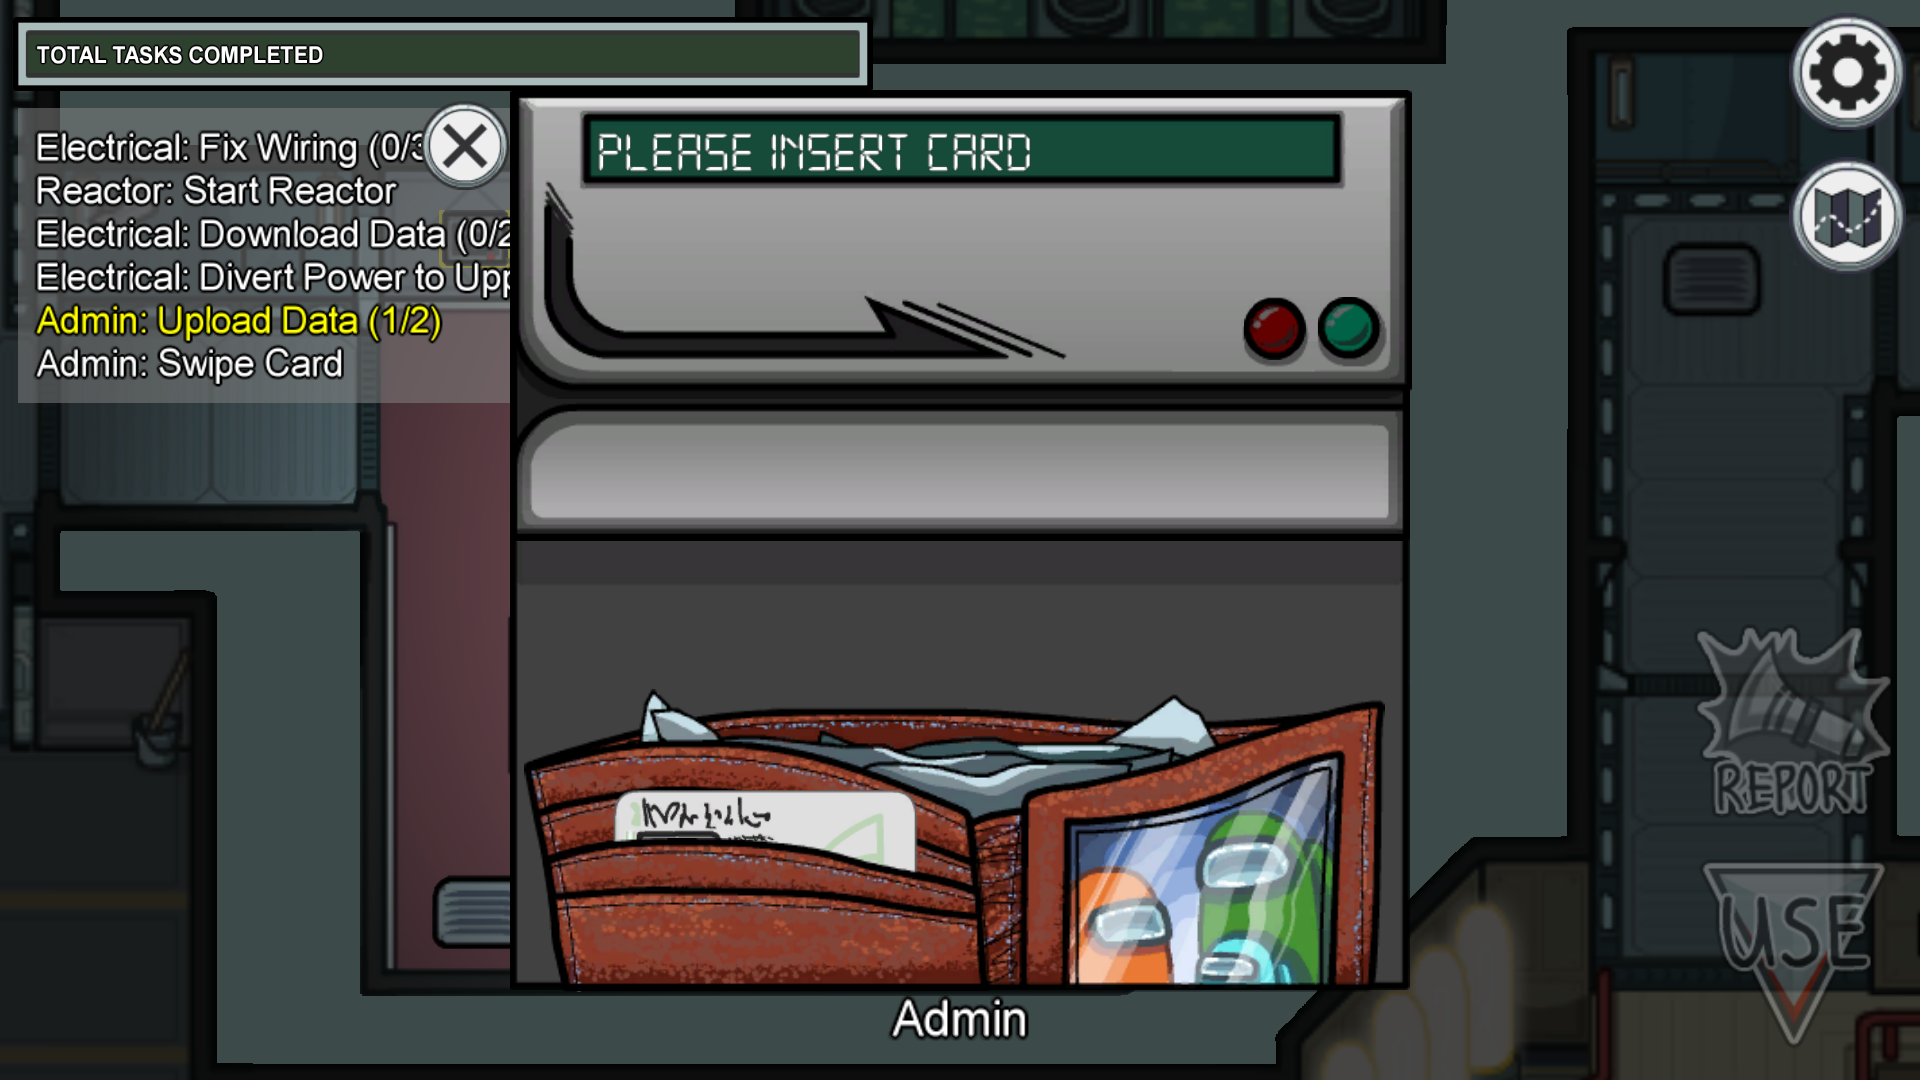 TOTAL TASKS COMPLETED
Electrical: Fix Wiring (0/3
Reactor: Start Reactor
Electrical: Download Data (0/2
Electrical: Divert Power to Upp
Admin: Upload Data (1/2)
Admin: Swipe Card
PLEASE INSERT CARD
REPORT
USE
Admin